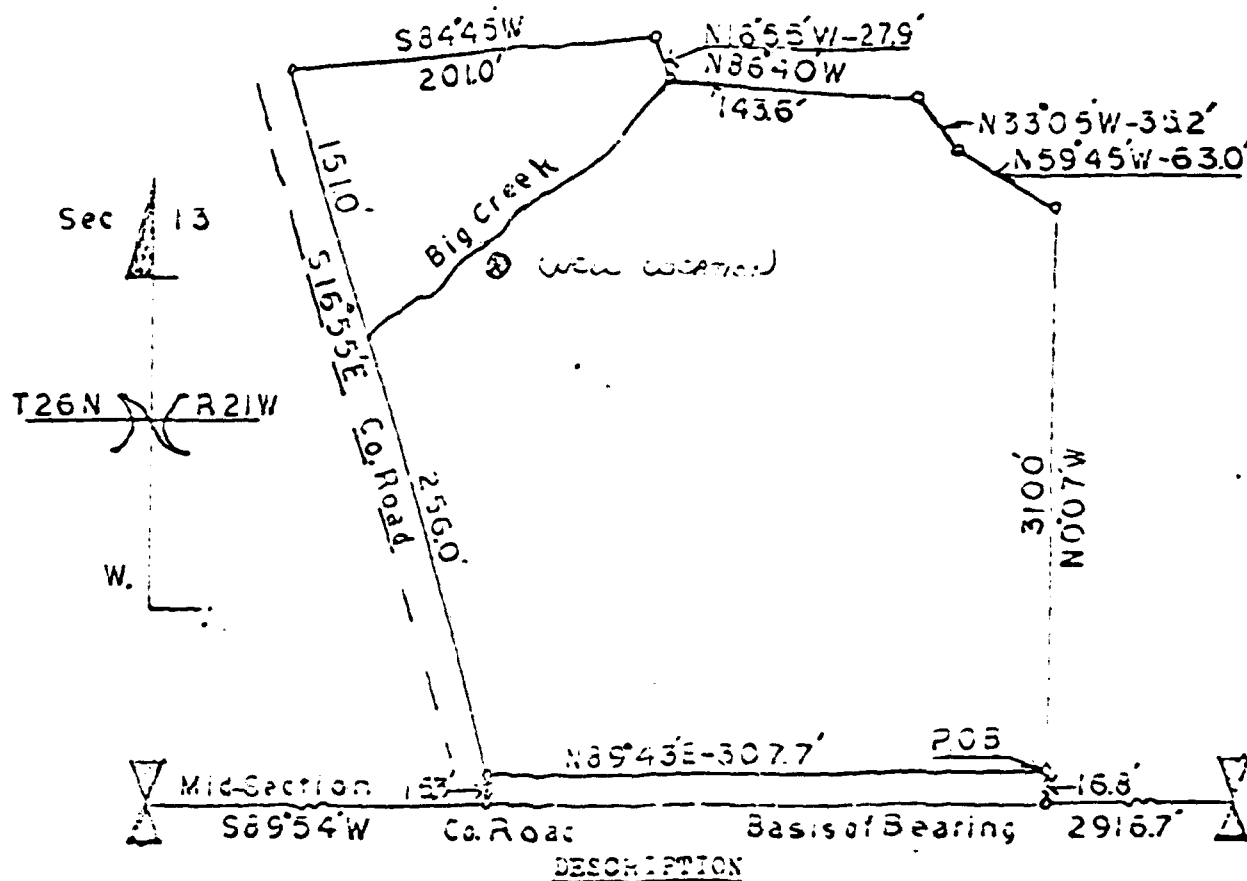 S84°45'W
201.0'
N16°55'W-27.9'
N86°40'W
143.6'
N33°05'W-35.2'
N59°45'W-63.0'
151.0'
Big Creek
Sec 13
WELL LOCATION
S16°55'E Co. Road
T26N R21W
256.0'
310.0'
N0°07'W
W.
N89°43'E-307.7'
P.O.B
Mid-Section
16.8'
S89°54'W
Co. Road
Basis of Bearing
2916.7'
DESCRIPTION